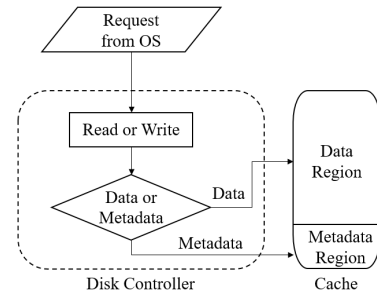 Request
from OS
Read or Write
Data or
Metadata
Data
Metadata
Data
Region
Metadata
Region
Disk Controller
Cache